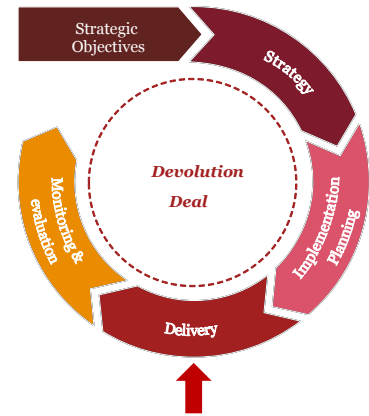 Strategic
Objectives
Strategy
Implementation
Planning
Delivery
Monitoring &
evaluation
Devolution
Deal